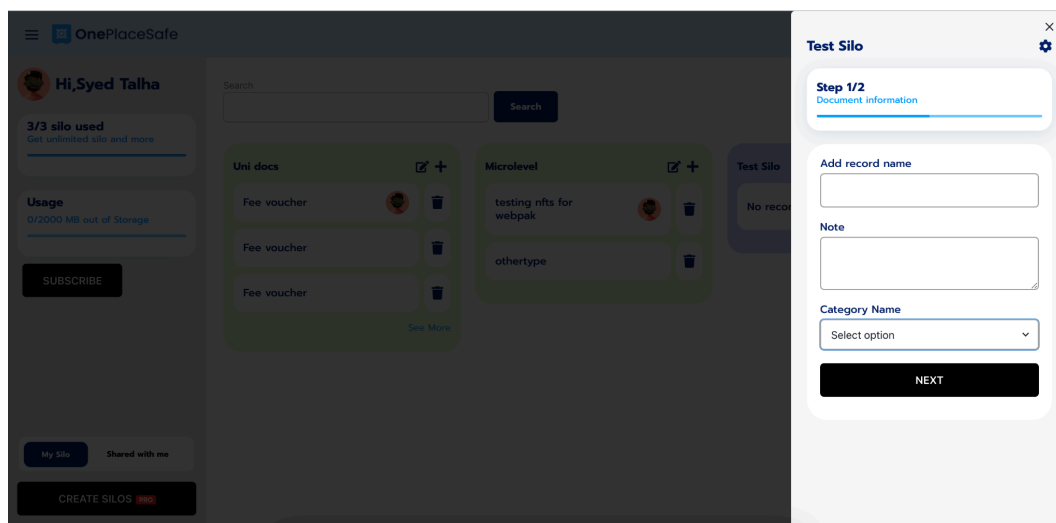 OnePlaceSafe
Hi,Syed Talha
3/3 silo used
Get unlimited silo and more
Usage
0/2000 MB out of Storage
SUBSCRIBE
My Silo
Shared with me
CREATE SILOS PRO
Search
Search
Uni docs
Fee voucher
Fee voucher
Fee voucher
See More
Microlevel
testing nfts for
webpak
othertype
Test Silo
No recor
Test Silo
Step 1/2
Document information
Add record name
Note
Category Name
Select option
NEXT